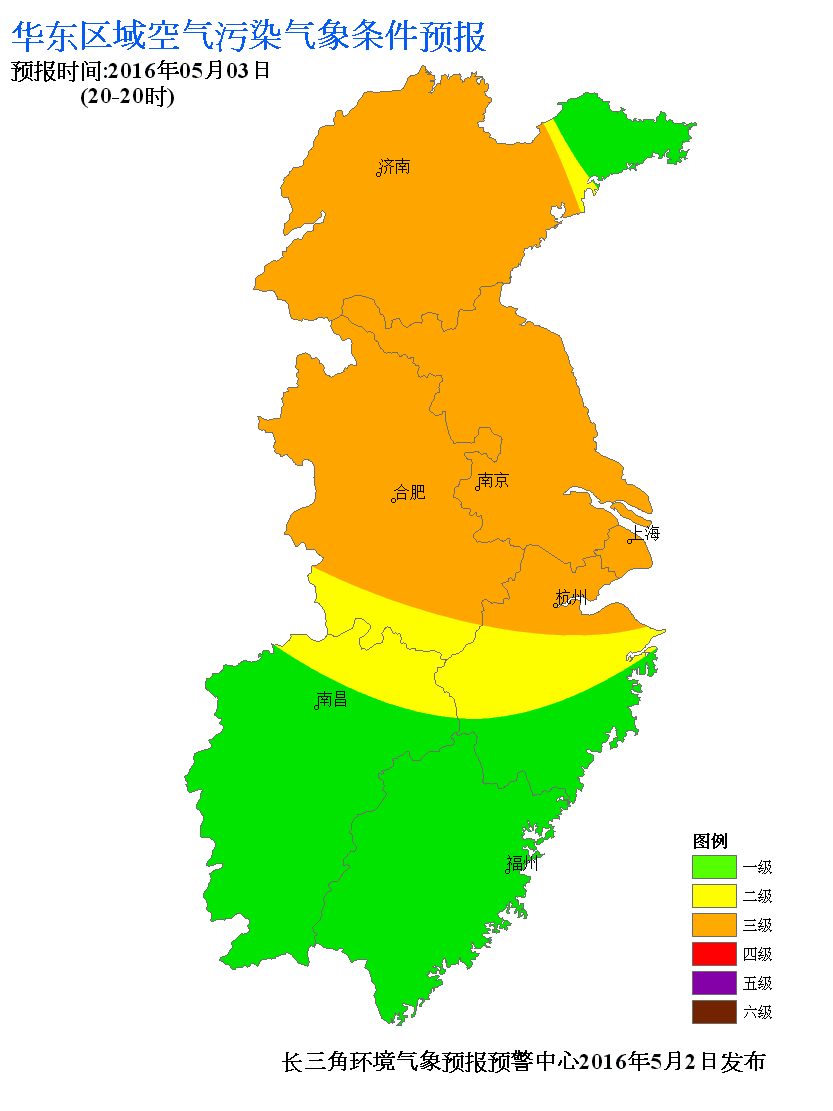 华东区域空气污染气象条件预报
预报时间:2016年05月03日
(20-20时)
济南
南京
合肥
上海
杭州
南昌
福州
图例
一级
二级
三级
四级
五级
六级
长三角环境气象预报预警中心2016年5月2日发布